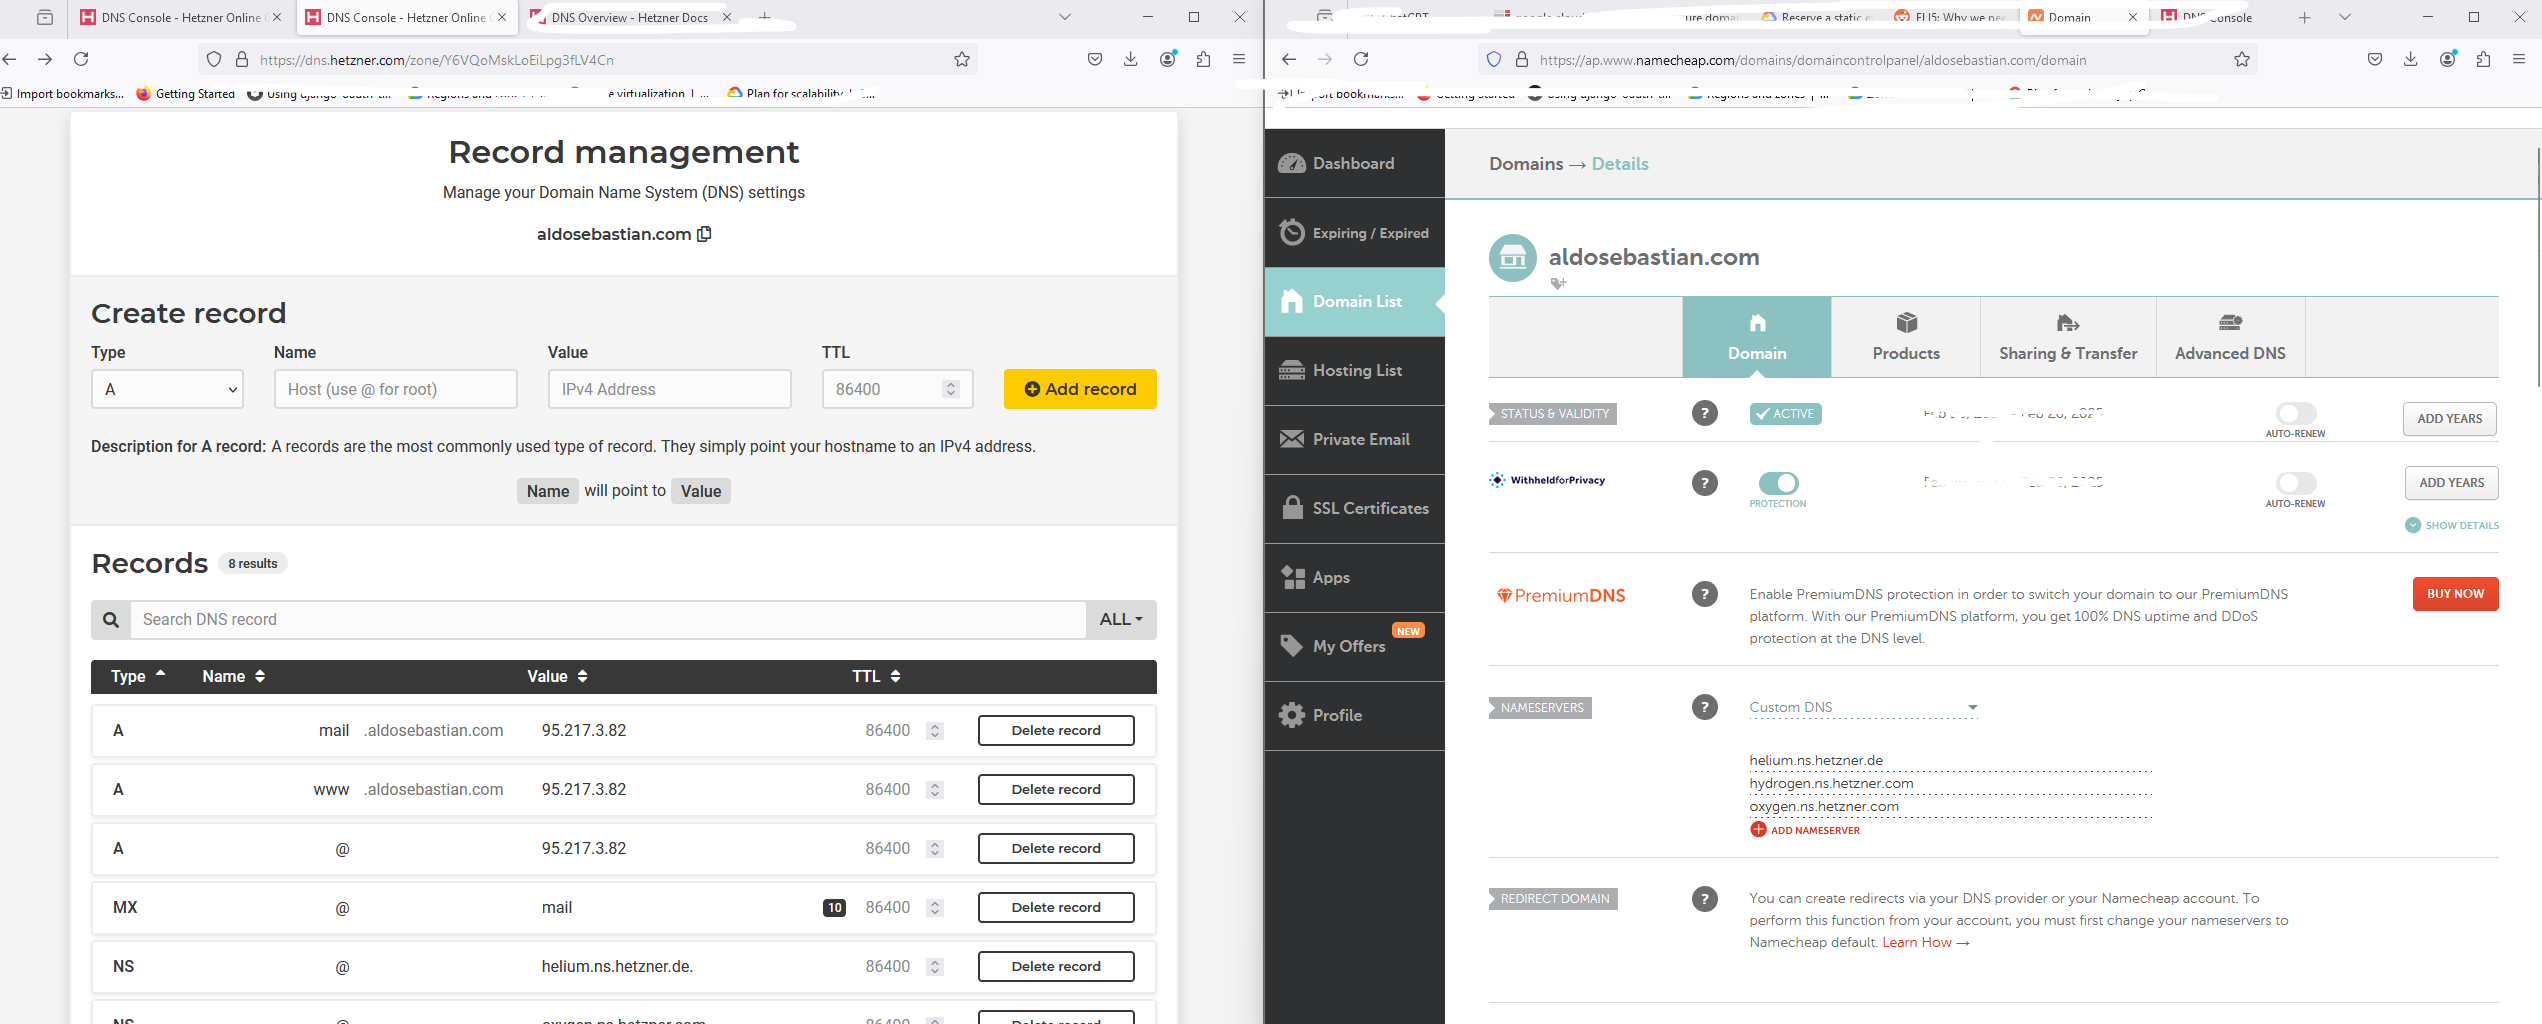 DNS Console - Hetzner Online
DNS Console - Hetzner Online
DNS Overview - Hetzner Docs
https://dns.hetzner.com/zone/Y6VQoMskLoEiLpg3fLV4Cn
Import bookmarks...
Getting Started
Using django-oauth-t...
e virtualization | ...
Plan for scalability
Record management
Manage your Domain Name System (DNS) settings
aldosebastian.com
Create record
Type
Name
Value
TTL
A
Host (use @ for root)
IPv4 Address
86400
Add record
Description for A record: A records are the most commonly used type of record. They simply point your hostname to an IPv4 address.
Name will point to Value
Records 8 results
Search DNS record
ALL
Type Name Value TTL
A mail .aldosebastian.com 95.217.3.82 86400 Delete record
A www .aldosebastian.com 95.217.3.82 86400 Delete record
A @ 95.217.3.82 86400 Delete record
MX @ mail 10 86400 Delete record
NS @ helium.ns.hetzner.de. 86400 Delete record
NS @ oxygen.ns.hetzner.com. 86400 Delete record
Reserve a static e
ELI5: Why we nee
Domain
DNS Console
https://ap.www.namecheap.com/domains/domaincontrolpanel/aldosebastian.com/domain
Import bookmarks...
Getting Started
Dashboard
Expiring / Expired
Domain List
Hosting List
Private Email
SSL Certificates
Apps
My Offers
NEW
Profile
Domains → Details
aldosebastian.com
Domain
Products
Sharing & Transfer
Advanced DNS
STATUS & VALIDITY
?
ACTIVE
AUTO-RENEW
ADD YEARS
WithheldforPrivacy
?
PROTECTION
AUTO-RENEW
ADD YEARS
SHOW DETAILS
PremiumDNS
?
Enable PremiumDNS protection in order to switch your domain to our PremiumDNS
platform. With our PremiumDNS platform, you get 100% DNS uptime and DDoS
protection at the DNS level.
BUY NOW
NAMESERVERS
?
Custom DNS
helium.ns.hetzner.de
hydrogen.ns.hetzner.com
oxygen.ns.hetzner.com
ADD NAMESERVER
REDIRECT DOMAIN
?
You can create redirects via your DNS provider or your Namecheap account. To
perform this function from your account, you must first change your nameservers to
Namecheap default. Learn How →